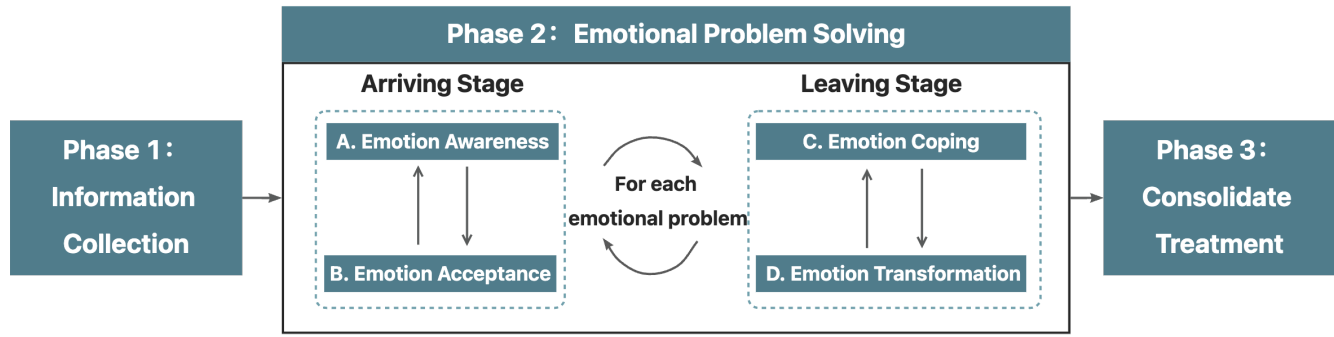 Phase 1：
Information
Collection
Phase 2：Emotional Problem Solving
Arriving Stage
A. Emotion Awareness
B. Emotion Acceptance
For each
emotional problem
Leaving Stage
C. Emotion Coping
D. Emotion Transformation
Phase 3：
Consolidate
Treatment